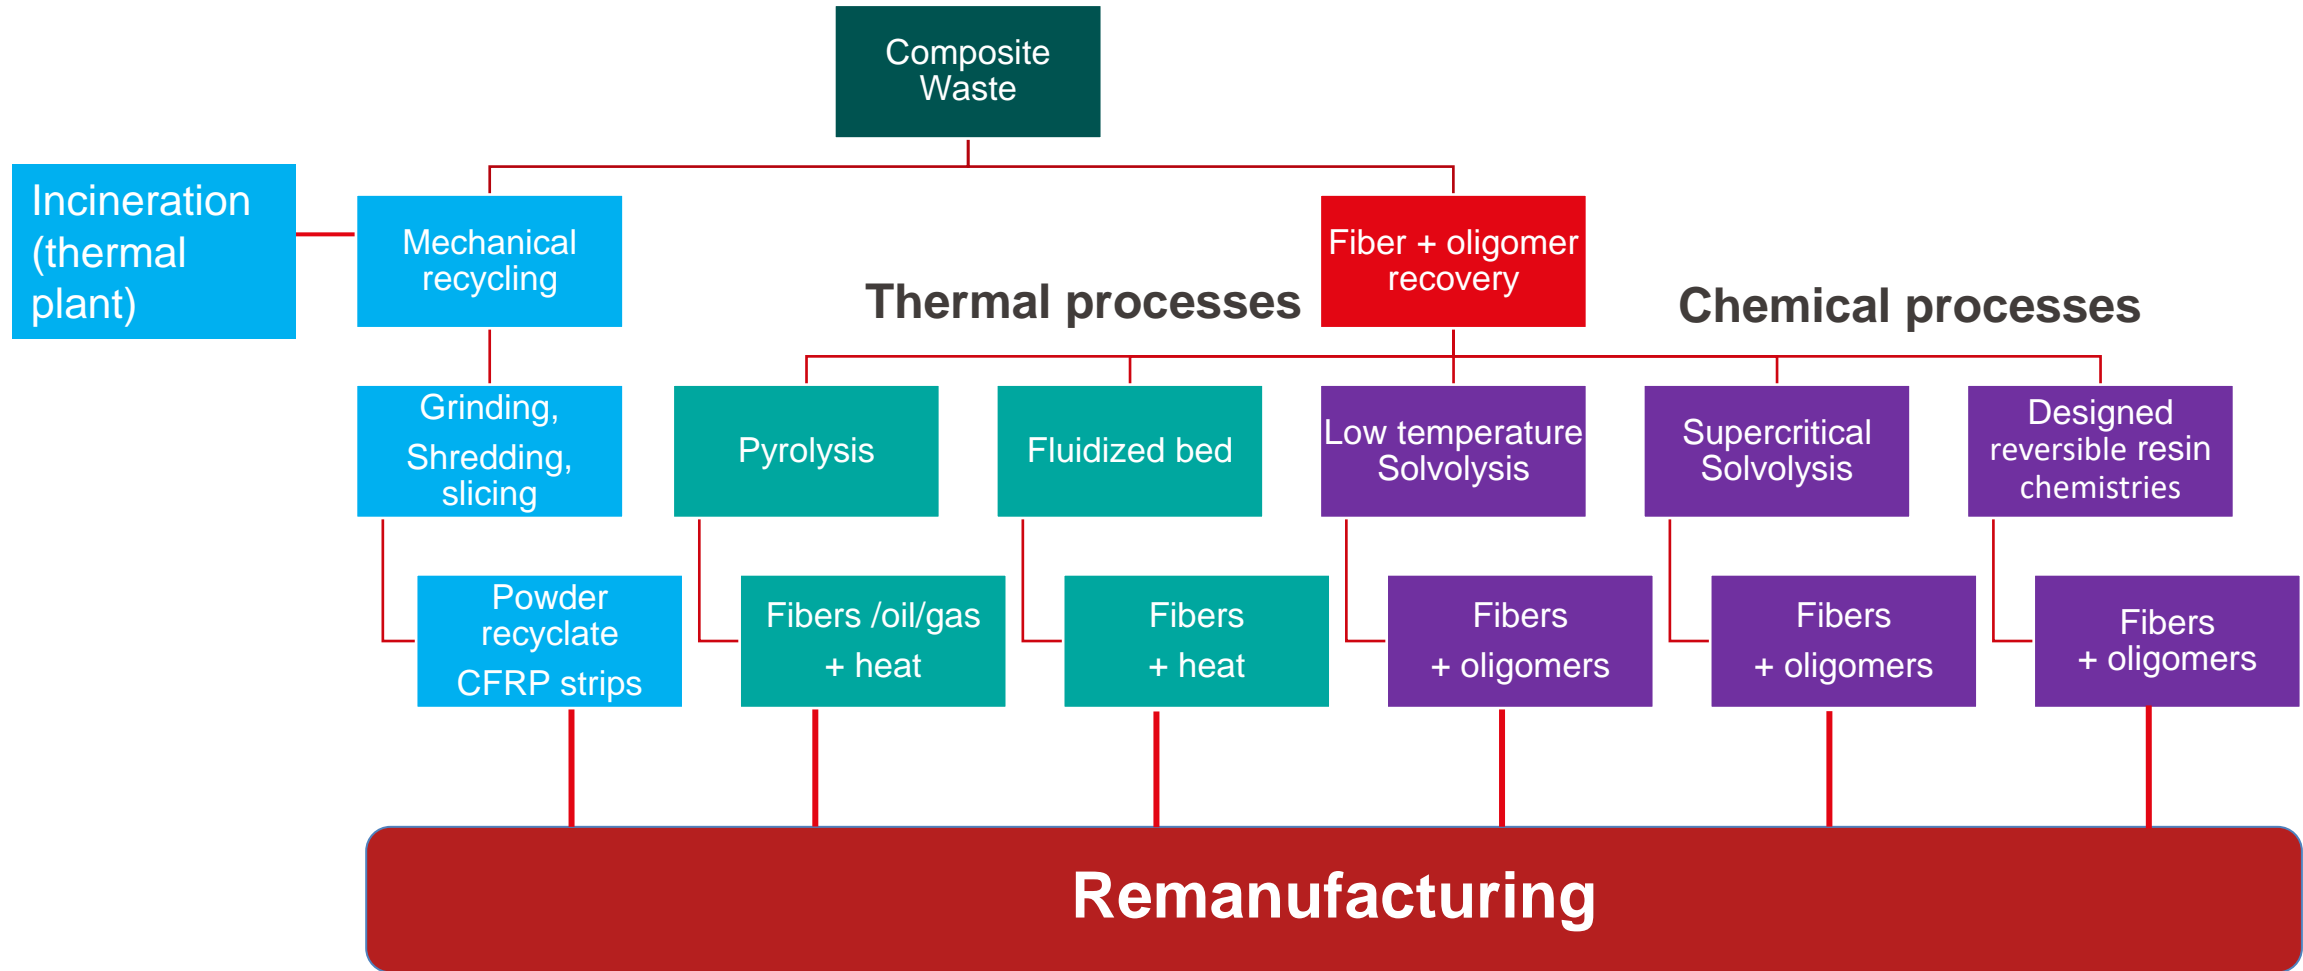 Composite
Waste
Incineration
(thermal
plant)
Mechanical
recycling
Fiber + oligomer
recovery
Thermal processes
Chemical processes
Grinding,
Shredding,
slicing
Pyrolysis
Fluidized bed
Low temperature
Solvolysis
Supercritical
Solvolysis
Designed
reversible resin
chemistries
Powder
recyclate
CFRP strips
Fibers /oil/gas
+ heat
Fibers
+ heat
Fibers
+ oligomers
Fibers
+ oligomers
Fibers
+ oligomers
Remanufacturing